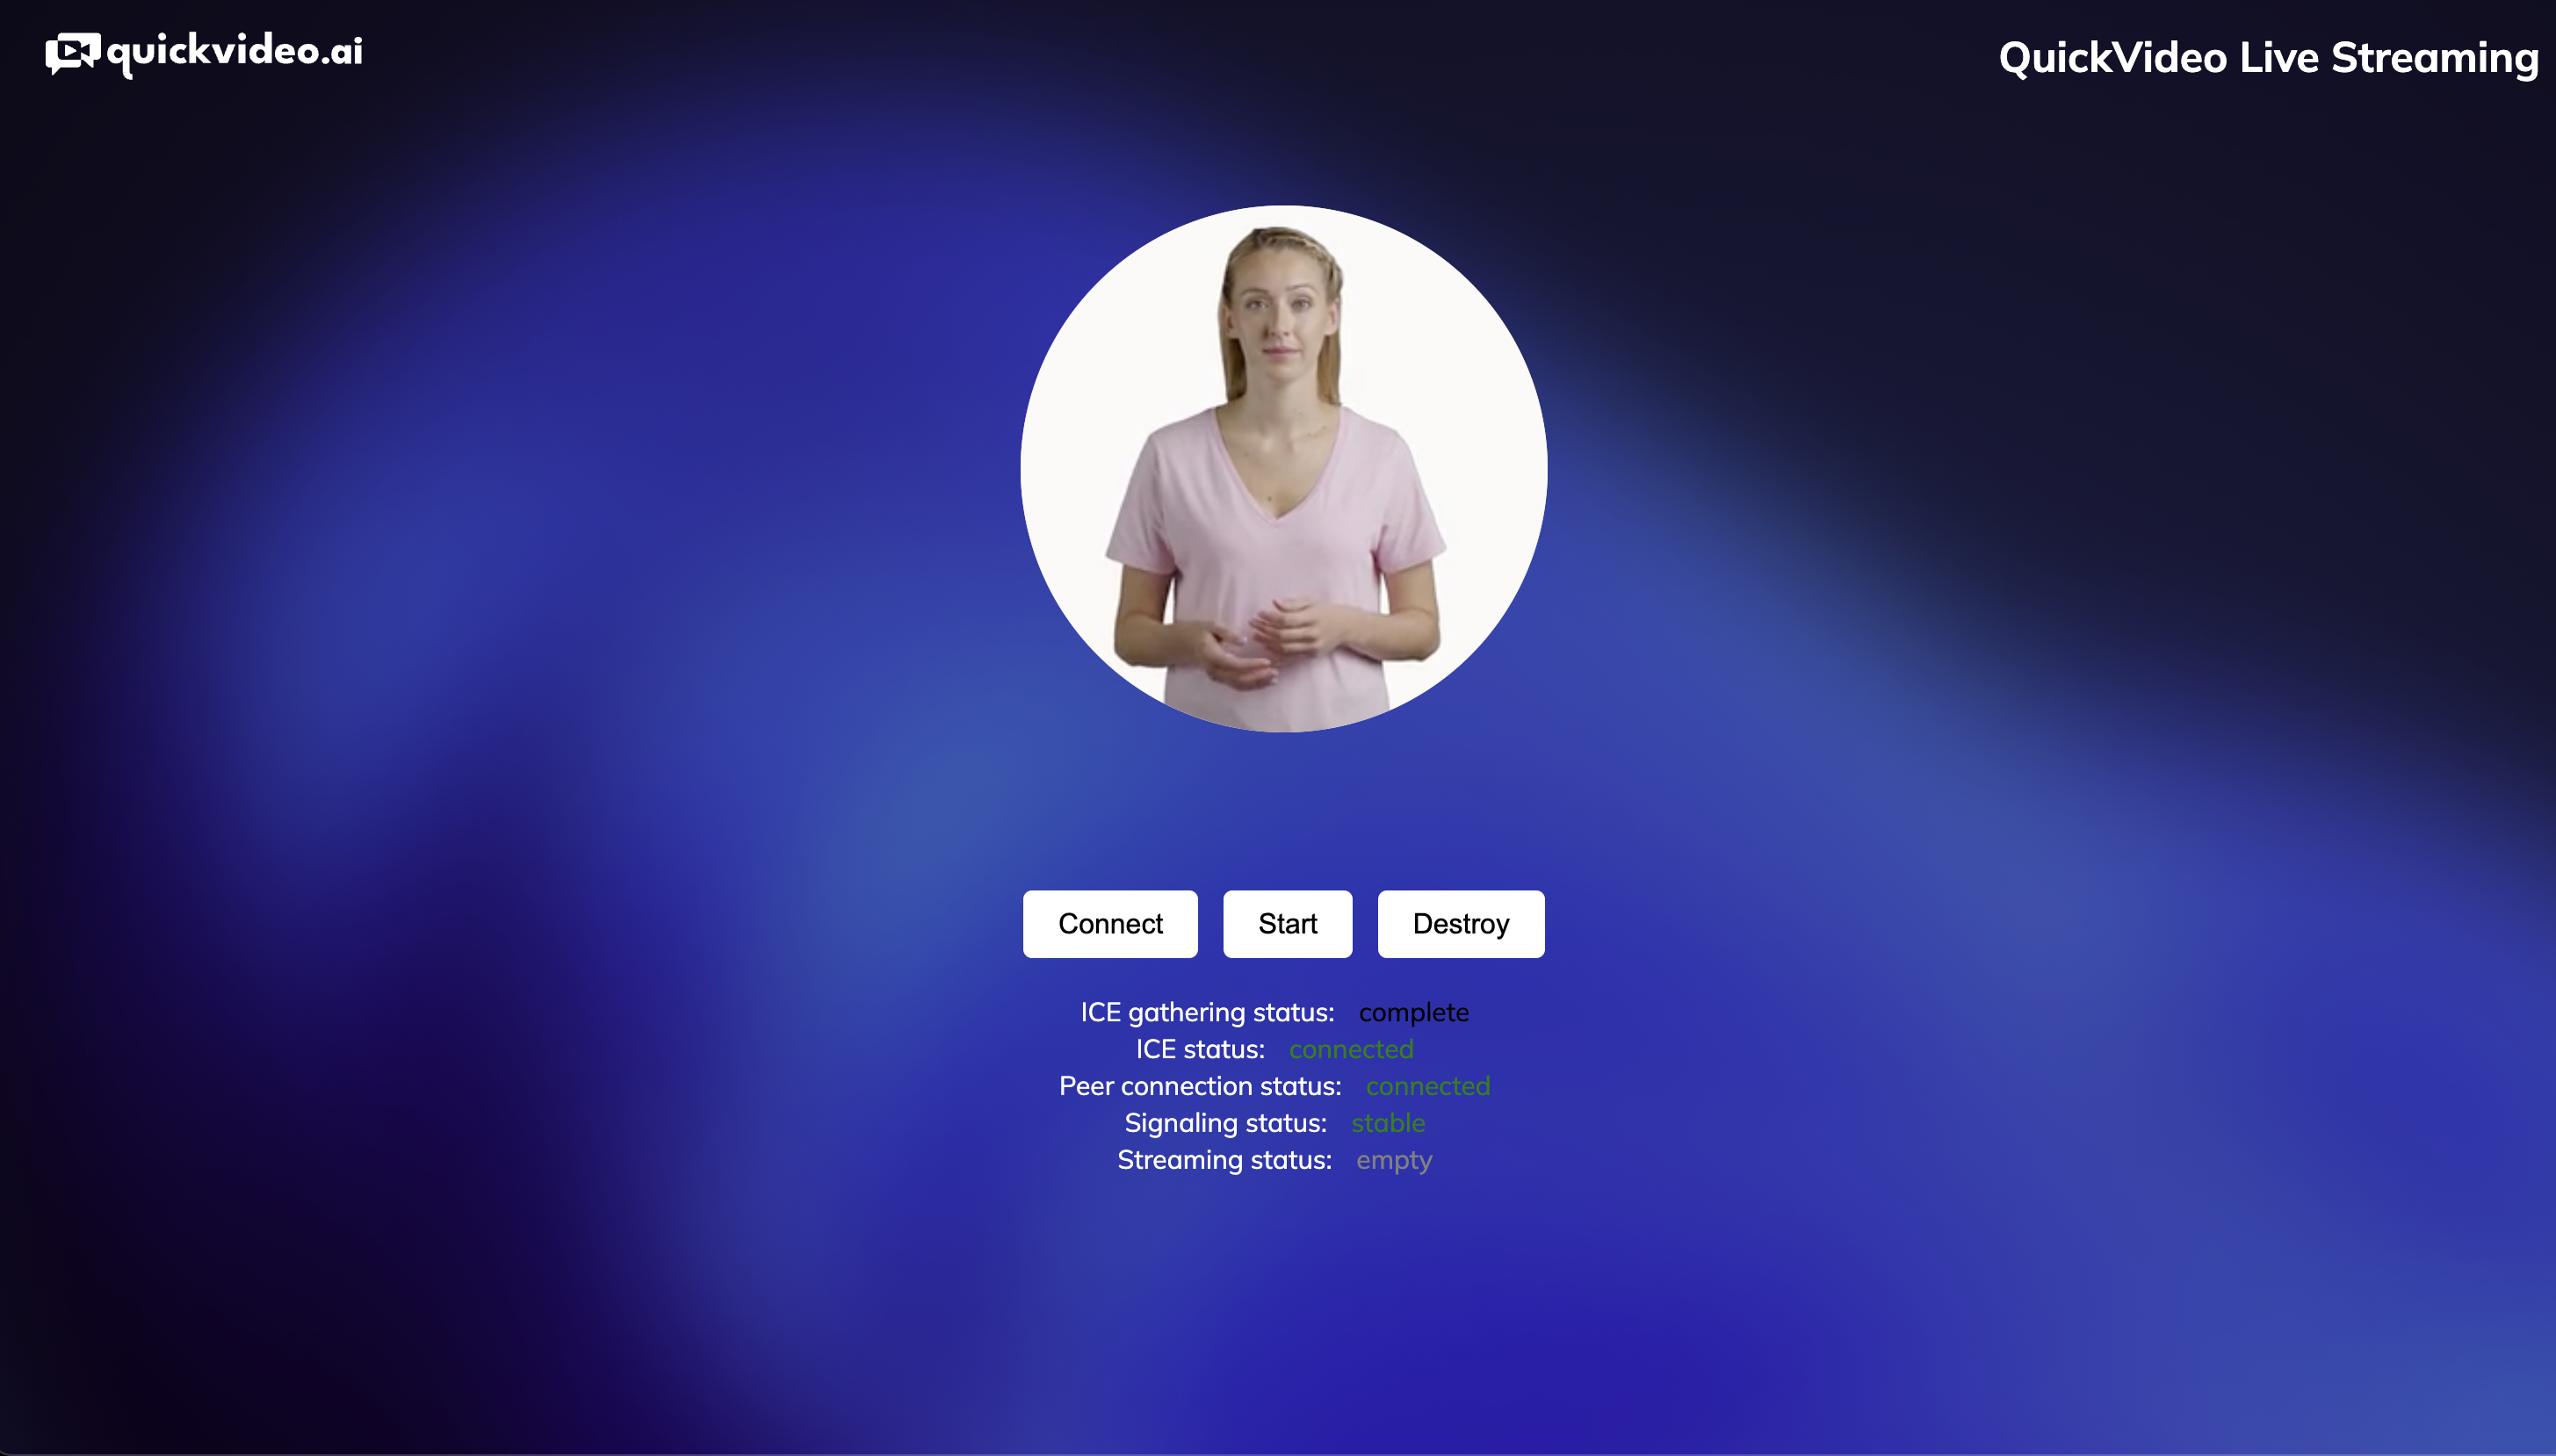 quickvideo.ai
QuickVideo Live Streaming
Connect
Start
Destroy
ICE gathering status: complete
ICE status: connected
Peer connection status: connected
Signaling status: stable
Streaming status: empty